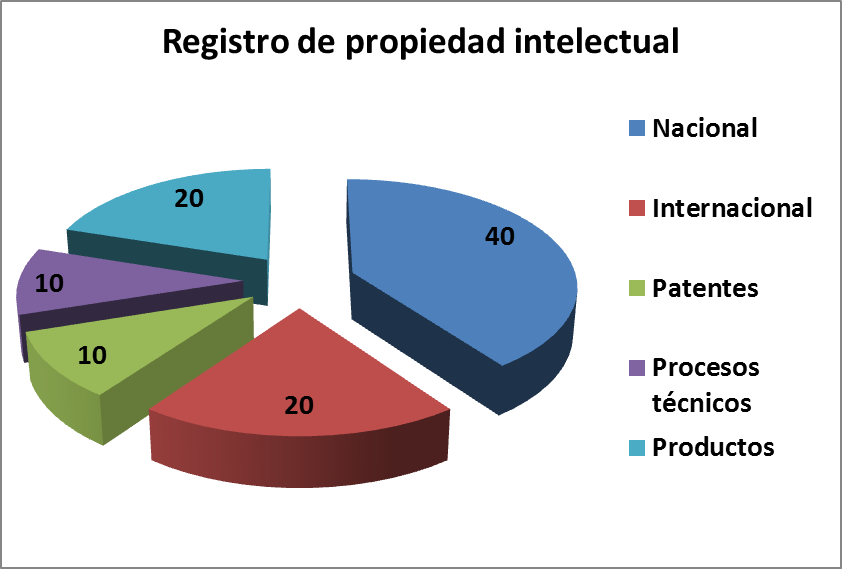 Registro de propiedad intelectual
40
20
10
10
20
Nacional
Internacional
Patentes
Procesos
técnicos
Productos